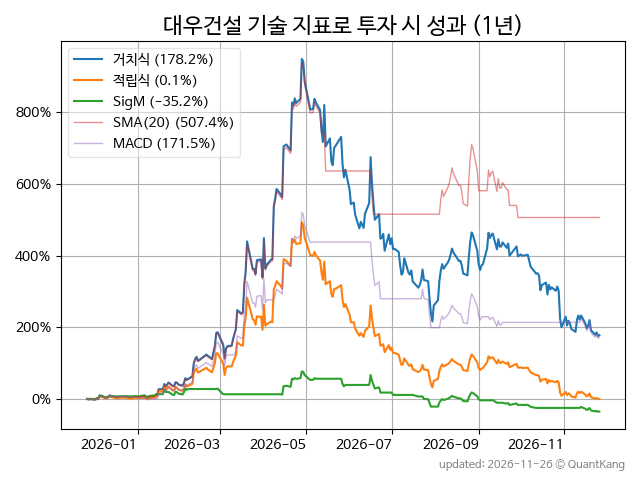 대우건설 기술 지표로 투자 시 성과 (1년)
거치식 (178.2%)
적립식 (0.1%)
SigM (-35.2%)
SMA(20) (507.4%)
MACD (171.5%)
800%
600%
400%
200%
0%
2026-01 2026-03 2026-05 2026-07 2026-09 2026-11
updated: 2026-11-26 © QuantKang